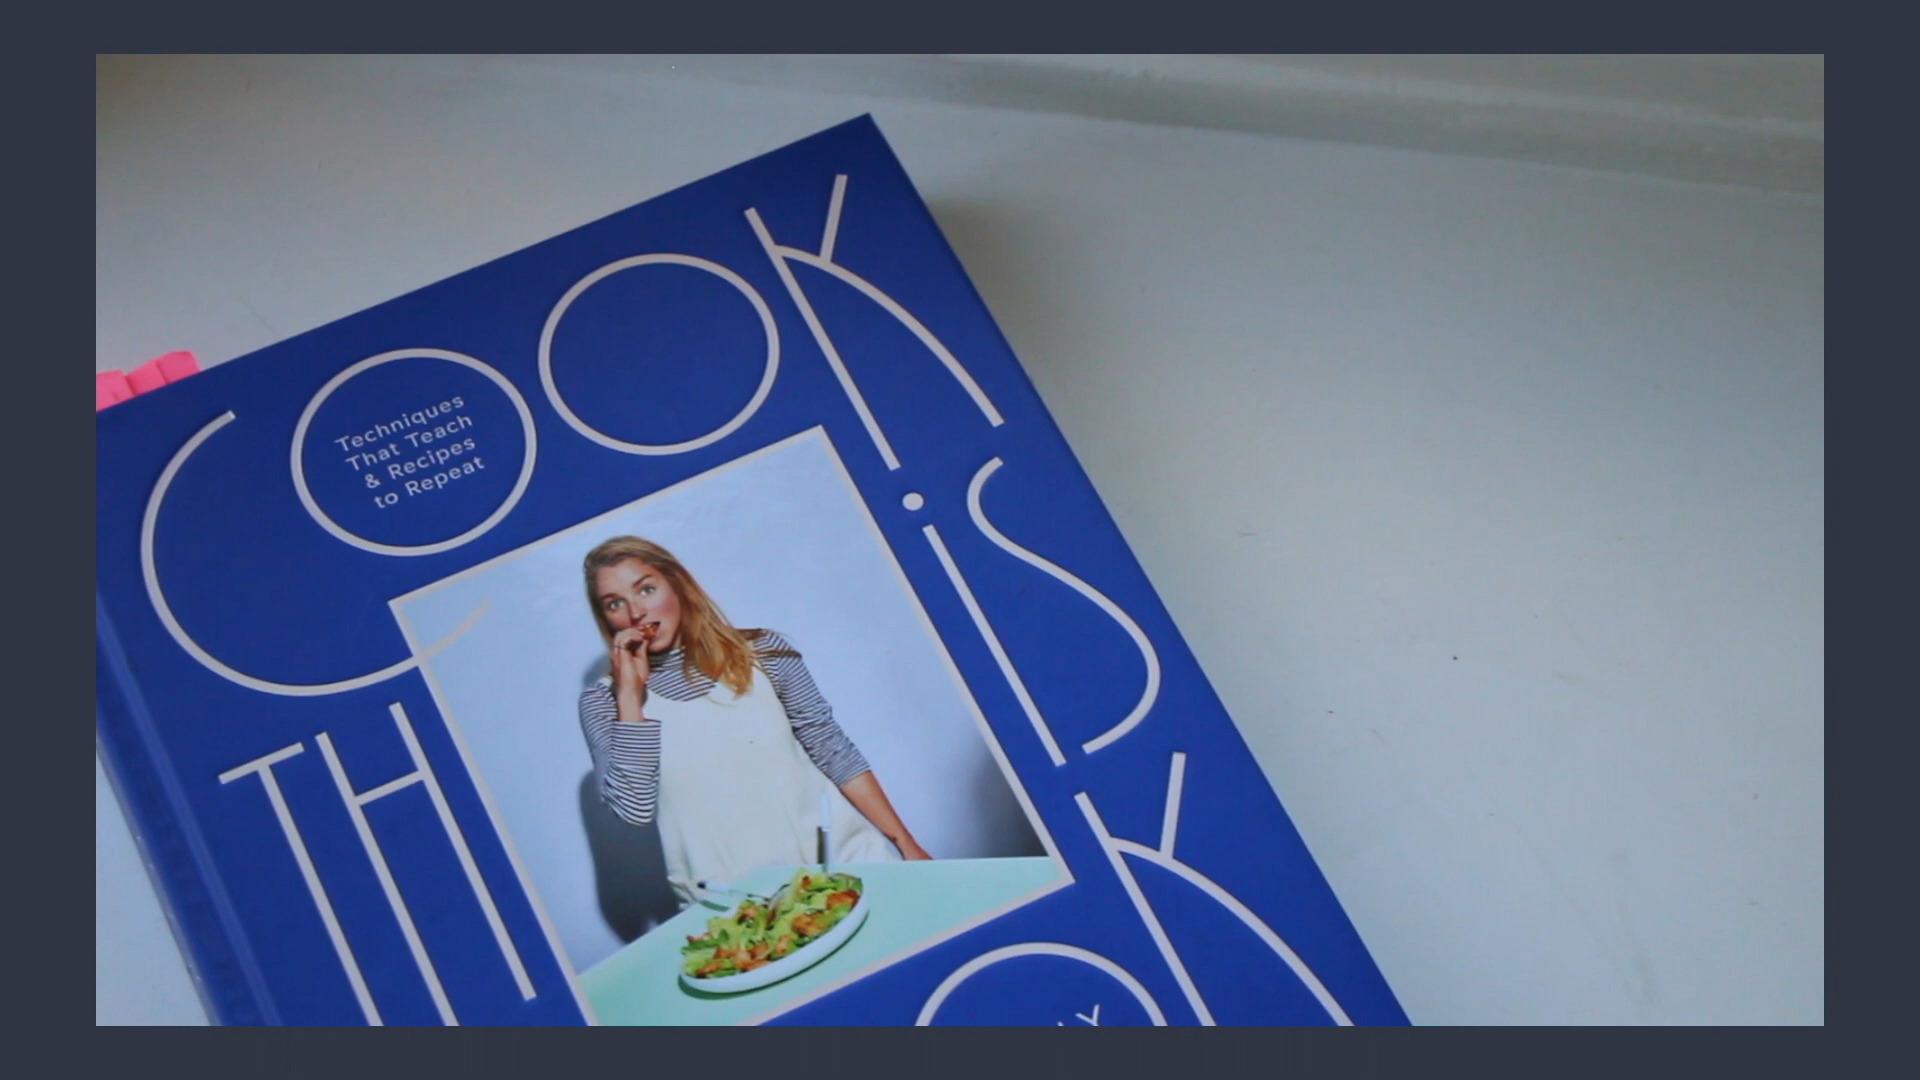 COOK
Techniques
That Teach
& Recipes
to Repeat
THiS